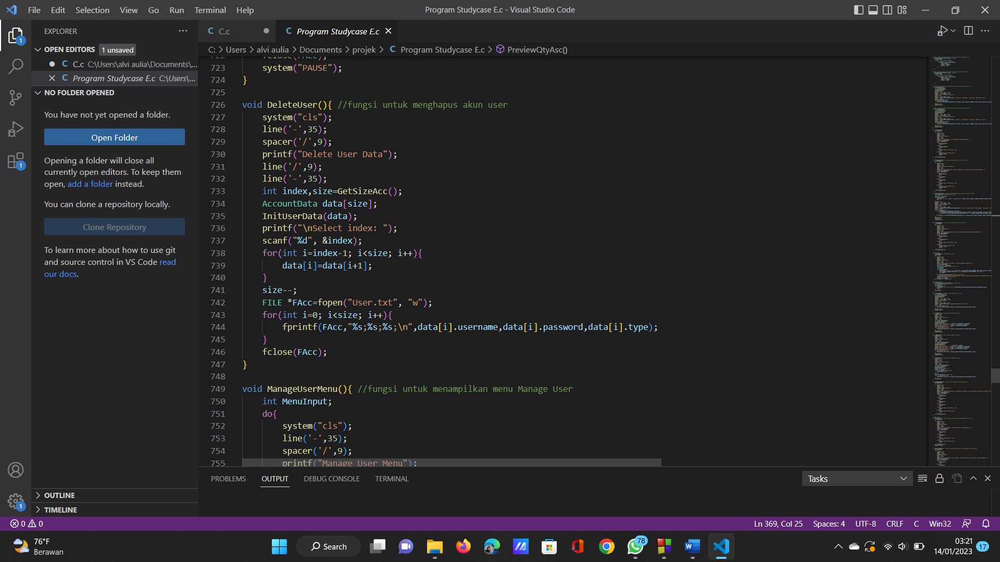 File Edit Selection View Go Run Terminal Help
Program Studycase E.c - Visual Studio Code
EXPLORER
OPEN EDITORS 1 unsaved
C.c C:\Users\alvi aulia\Documents\...
Program Studycase E.c C:\Users\...
NO FOLDER OPENED
You have not yet opened a folder.
Open Folder
Opening a folder will close all
currently open editors. To keep them
open, add a folder instead.
You can clone a repository locally.
Clone Repository
To learn more about how to use git
and source control in VS Code read
our docs.
OUTLINE
TIMELINE
C C.c
C Program Studycase E.c
C: > Users > alvi aulia > Documents > projek > C Program Studycase E.c > PreviewQtyAsc()
723 system("PAUSE");
724 }
725
726 void DeleteUser(){ //fungsi untuk menghapus akun user
727 system("cls");
728 line('-',35);
729 spacer('/',9);
730 printf("Delete User Data");
731 line('/',9);
732 line('-',35);
733 int index,size=GetSizeAcc();
734 AccountData data[size];
735 InitUserData(data);
736 printf("\nSelect index: ");
737 scanf("%d", &index);
738 for(int i=index-1; i<size; i++){
739 data[i]=data[i+1];
740 }
741 size--;
742 FILE *FAcc=fopen("User.txt", "w");
743 for(int i=0; i<size; i++){
744 fprintf(FAcc,"%s;%s;%s;\n",data[i].username,data[i].password,data[i].type);
745 }
746 fclose(FAcc);
747 }
748
749 void ManageUserMenu(){ //fungsi untuk menampilkan menu Manage User
750 int MenuInput;
751 do{
752 system("cls");
753 line('-',35);
754 spacer('/',9);
755 printf("Manage User Menu");
PROBLEMS OUTPUT DEBUG CONSOLE TERMINAL
Tasks
0 0
Ln 369, Col 25 Spaces: 4 UTF-8 CRLF C Win32
76°F
Berawan
Search
78
03:21
14/01/2023
17